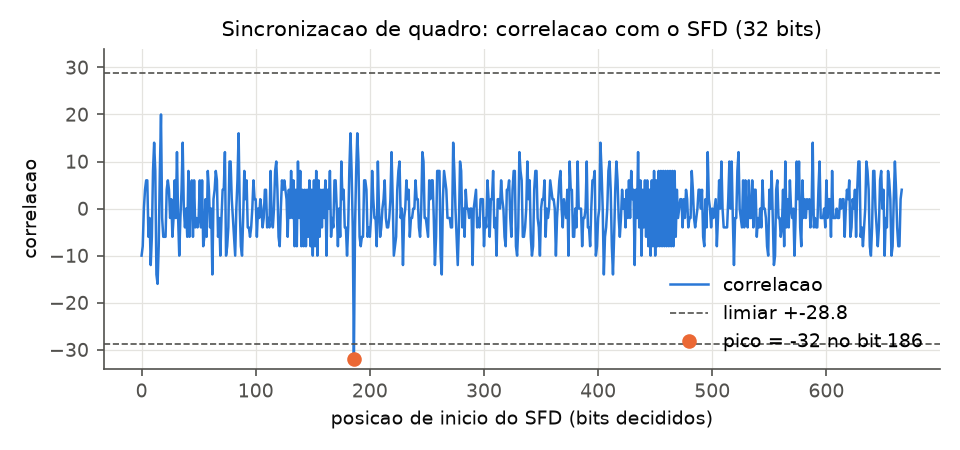 Sincronizacao de quadro: correlacao com o SFD (32 bits)
30
20
10
0
−10
−20
−30
correlacao
correlacao
limiar +-28.8
pico = -32 no bit 186
0 100 200 300 400 500 600
posicao de inicio do SFD (bits decididos)